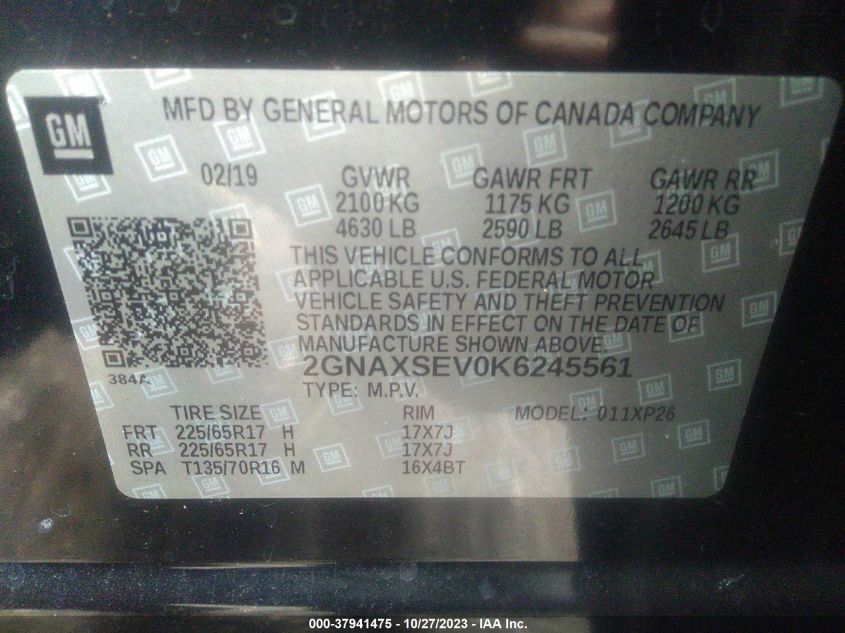 MFD BY GENERAL MOTORS OF CANADA COMPANY
GM
02/19 GVWR GAWR FRT GAWR RR
2100 KG 1175 KG 1200 KG
4630 LB 2590 LB 2645 LB
THIS VEHICLE CONFORMS TO ALL
APPLICABLE U.S. FEDERAL MOTOR
VEHICLE SAFETY AND THEFT PREVENTION
STANDARDS IN EFFECT ON THE DATE OF
MANUFACTURE SHOWN ABOVE.
2GNAXSEV0K6245561
384A
TYPE: M.P.V.
TIRE SIZE RIM MODEL: 011XP26
FRT 225/65R17 H 17X7J
RR 225/65R17 H 17X7J
SPA T135/70R16 M 16X4BT
000-37941475 - 10/27/2023 - IAA Inc.